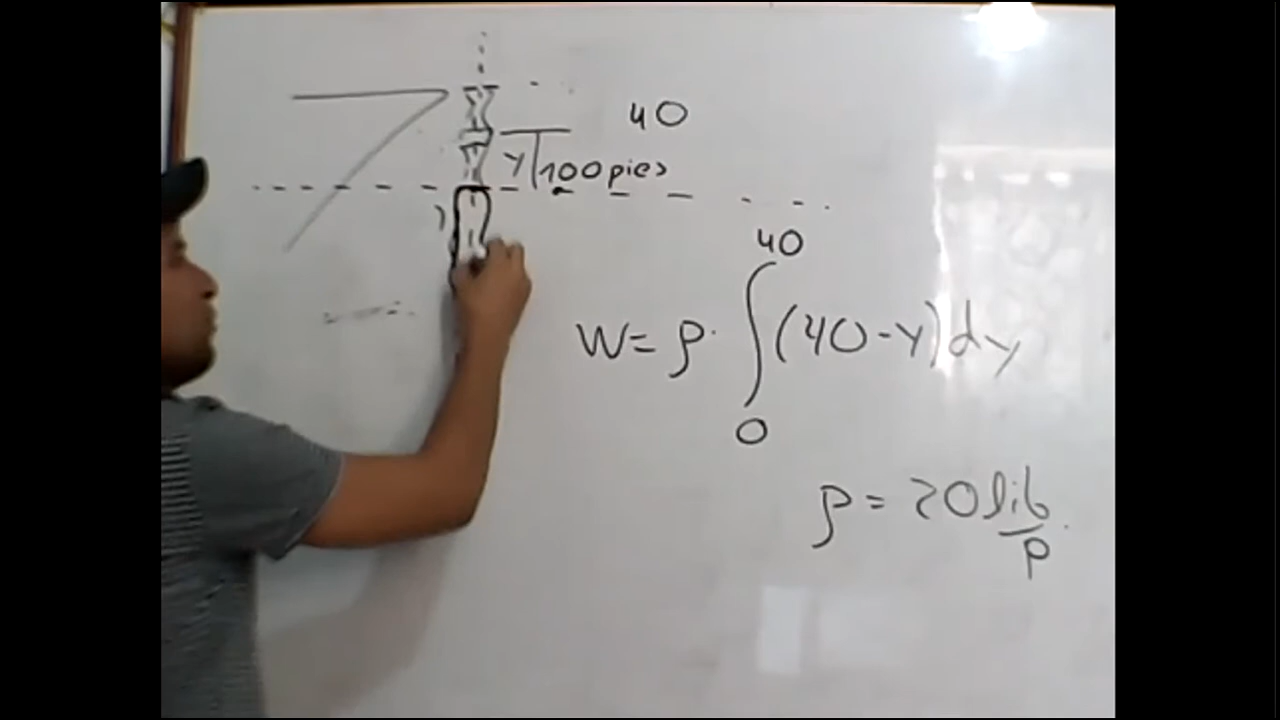 40
y 100 pies
40
W = ρ · ∫ (40 - y) dy
0
ρ = 20 lib/p